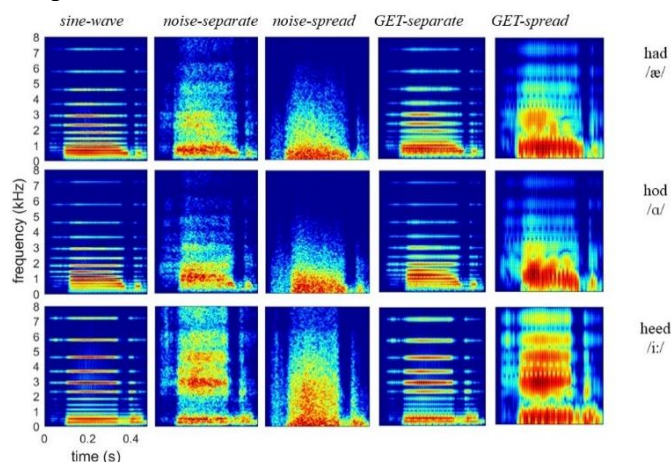 sine-wave noise-separate noise-spread GET-separate GET-spread
8
7
6
5
4
3
2
1
0
had
/æ/
8
7
6
5
4
3
2
1
0
frequency (kHz)
hod
/ɑ/
8
7
6
5
4
3
2
1
0
heed
/i:/
0 0.2 0.4
time (s)